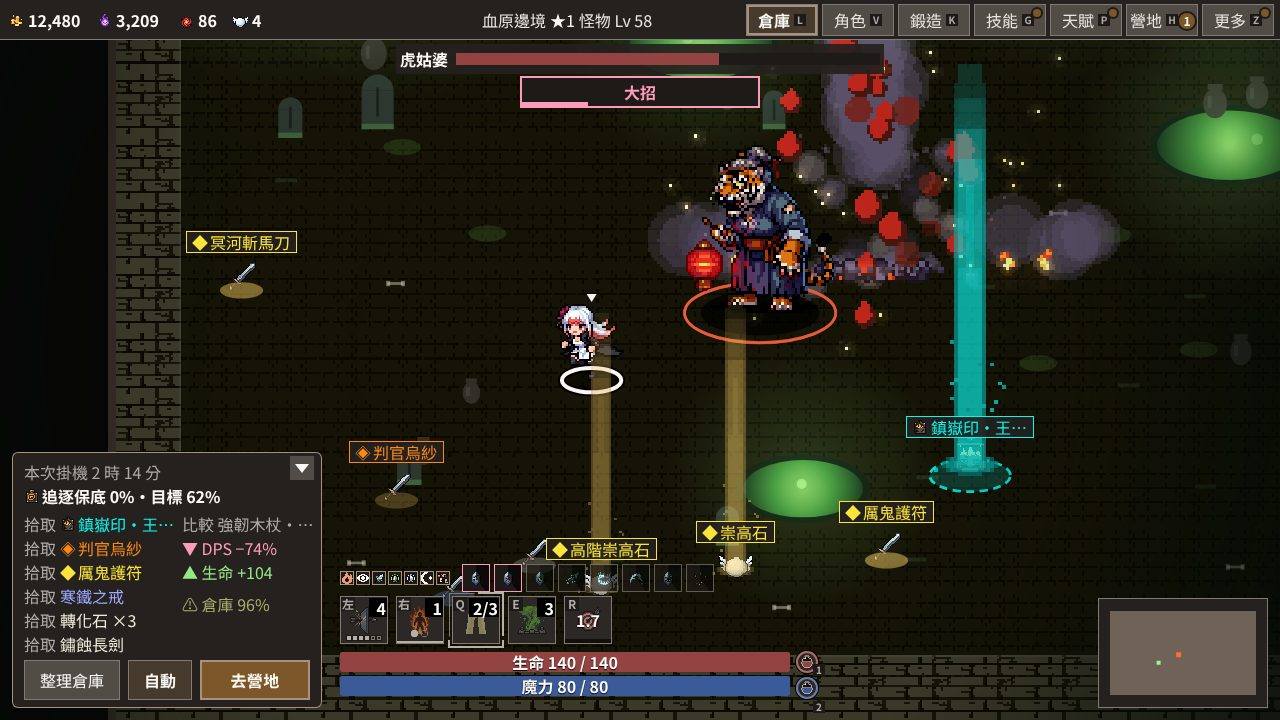 12,480 3,209 86 4
血原邊境 ★1 怪物 Lv 58
倉庫 L 角色 V 鍛造 K 技能 G 天賦 P 營地 H 1 更多 Z
虎姑婆
大招
冥河斬馬刀
鎮嶽印・王…
判官烏紗
厲鬼護符
崇高石
高階崇高石
本次掛機 2 時 14 分
追逐保底 0%・目標 62%
拾取 鎮嶽印・王… 比較 強韌木杖・…
拾取 判官烏紗 ▼ DPS −74%
拾取 厲鬼護符 ▲ 生命 +104
拾取 寒鐵之戒
倉庫 96%
拾取 轉化石 ×3
拾取 鏽蝕長劍
整理倉庫 自動 去營地
左 4 右 1 Q 2/3 E 3 R 1.7
生命 140 / 140 1
魔力 80 / 80 2